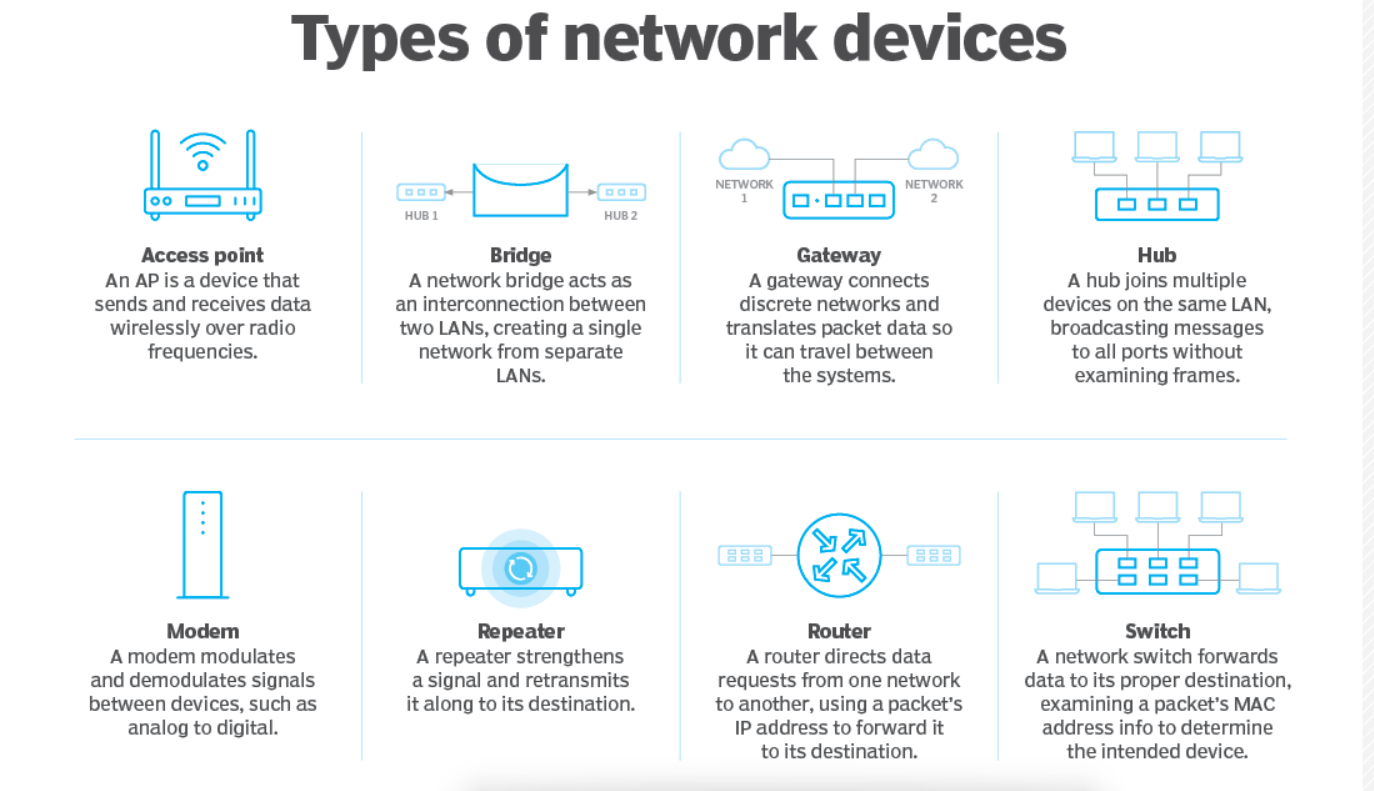 Types of network devices
NETWORK
1
NETWORK
2
HUB 1
HUB 2
Access point
An AP is a device that
sends and receives data
wirelessly over radio
frequencies.
Bridge
A network bridge acts as
an interconnection between
two LANs, creating a single
network from separate
LANs.
Gateway
A gateway connects
discrete networks and
translates packet data so
it can travel between
the systems.
Hub
A hub joins multiple
devices on the same LAN,
broadcasting messages
to all ports without
examining frames.
Modem
A modem modulates
and demodulates signals
between devices, such as
analog to digital.
Repeater
A repeater strengthens
a signal and retransmits
it along to its destination.
Router
A router directs data
requests from one network
to another, using a packet's
IP address to forward it
to its destination.
Switch
A network switch forwards
data to its proper destination,
examining a packet's MAC
address info to determine
the intended device.